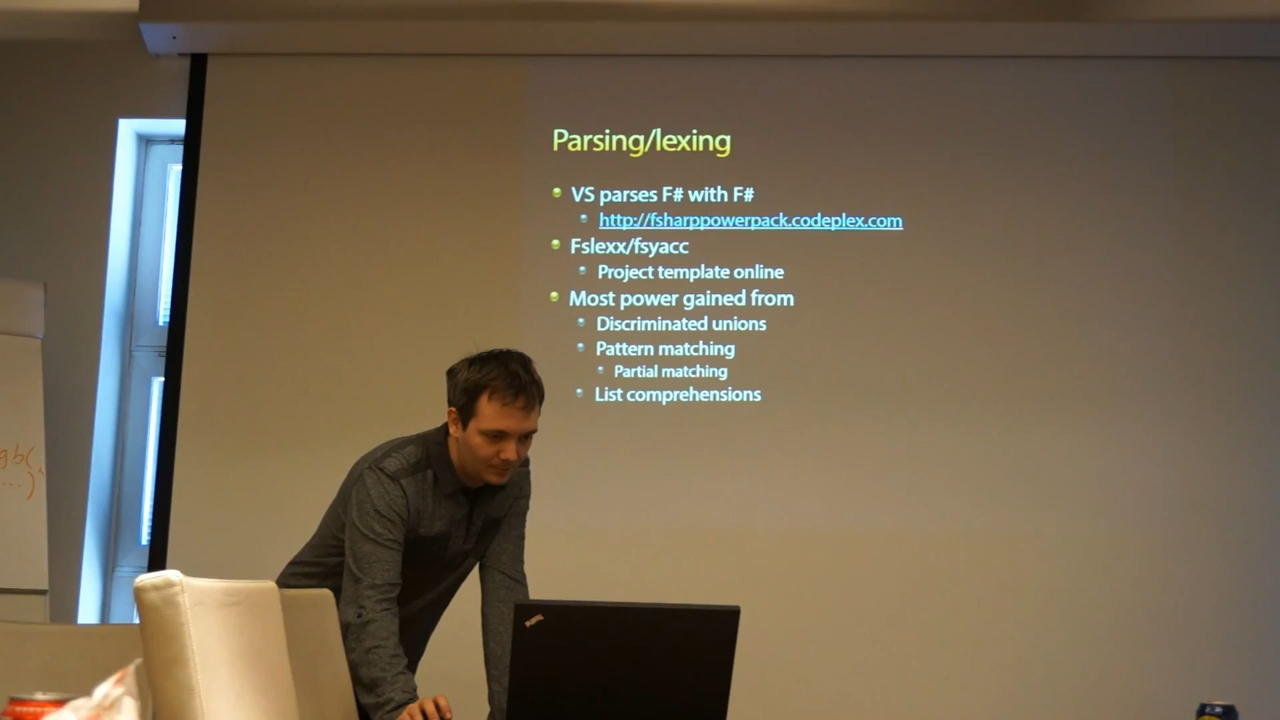 Parsing/lexing
VS parses F# with F#
http://fsharppowerpack.codeplex.com
Fslexx/fsyacc
Project template online
Most power gained from
Discriminated unions
Pattern matching
Partial matching
List comprehensions
gb(
...)